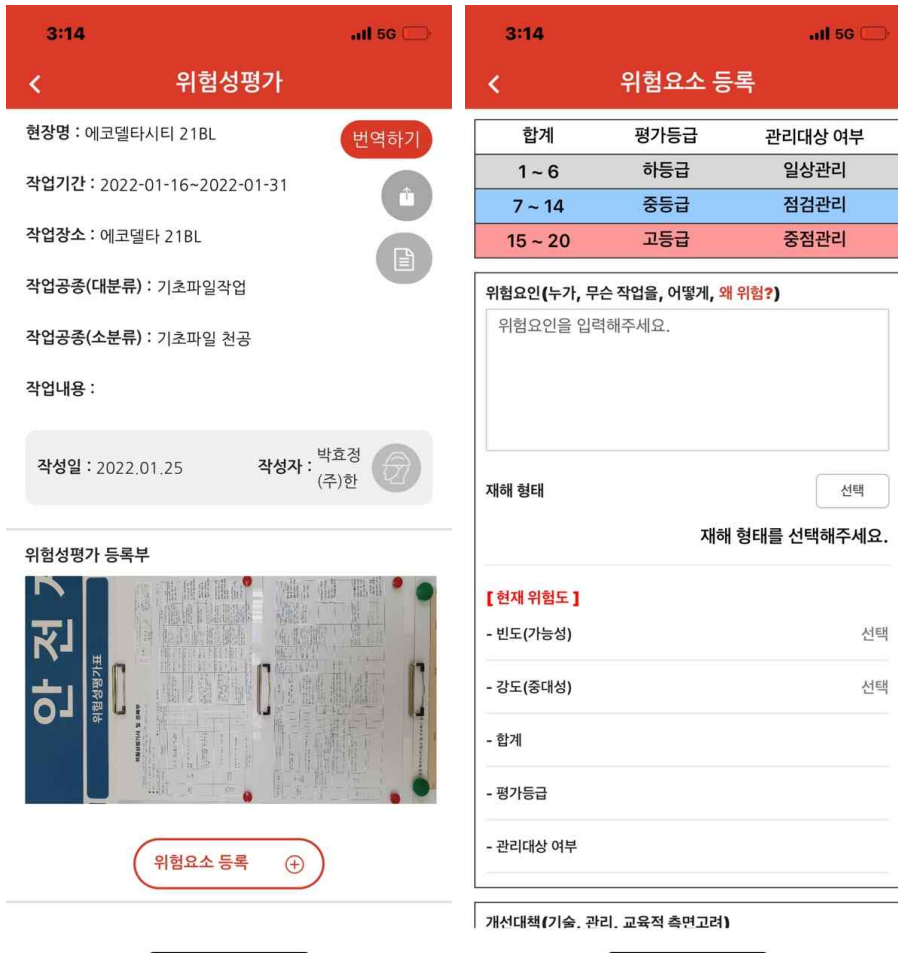 3:14
5G
위험성평가
현장명 : 에코델타시티 21BL
번역하기
작업기간 : 2022-01-16~2022-01-31
작업장소 : 에코델타 21BL
작업공종(대분류) : 기초파일작업
작업공종(소분류) : 기초파일 천공
작업내용 :
작성일 : 2022.01.25
작성자 : 박효정
(주)한
위험성평가 등록부
안 전
위험성평가표
위험요소 등록
3:14
5G
위험요소 등록
합계 평가등급 관리대상 여부
1 ~ 6 하등급 일상관리
7 ~ 14 중등급 점검관리
15 ~ 20 고등급 중점관리
위험요인(누가, 무슨 작업을, 어떻게, 왜 위험?)
위험요인을 입력해주세요.
재해 형태 선택
재해 형태를 선택해주세요.
[ 현재 위험도 ]
- 빈도(가능성) 선택
- 강도(중대성) 선택
- 합계
- 평가등급
- 관리대상 여부
개선대책(기술, 관리, 교육적 측면고려)